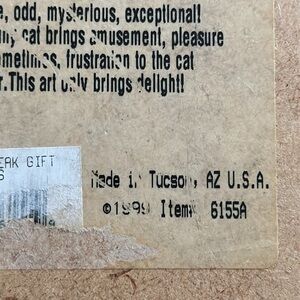 , odd, mysterious, exceptional!
cat brings amusement, pleasure
ometimes, frustration to the cat
r.This art only brings delight!
EAK GIFT
S
Made in Tucson, AZ U.S.A.
©1999 Item# 6155A